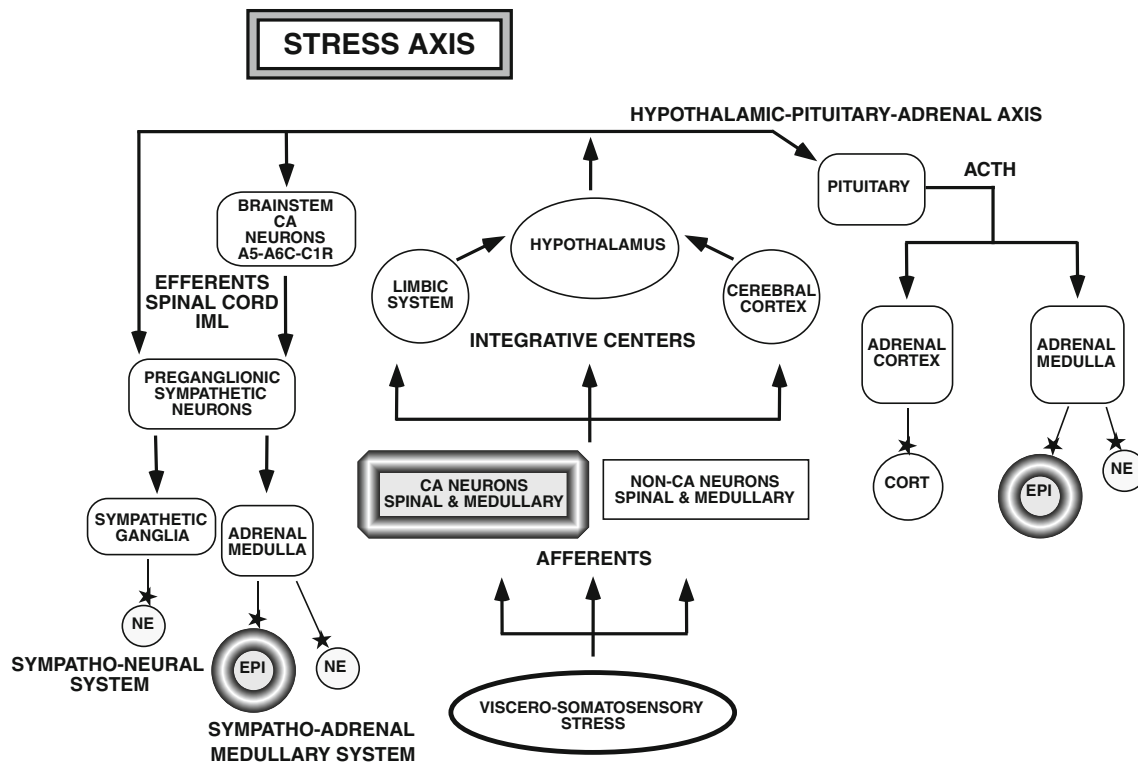 STRESS AXIS
HYPOTHALAMIC-PITUITARY-ADRENAL AXIS
PITUITARY
ACTH
BRAINSTEM
CA
NEURONS
A5-A6C-C1R
HYPOTHALAMUS
LIMBIC
SYSTEM
CEREBRAL
CORTEX
EFFERENTS
SPINAL CORD
IML
INTEGRATIVE CENTERS
ADRENAL
CORTEX
ADRENAL
MEDULLA
PREGANGLIONIC
SYMPATHETIC
NEURONS
CA NEURONS
SPINAL & MEDULLARY
NON-CA NEURONS
SPINAL & MEDULLARY
CORT
EPI
NE
SYMPATHETIC
GANGLIA
ADRENAL
MEDULLA
AFFERENTS
NE
EPI
NE
SYMPATHO-NEURAL
SYSTEM
SYMPATHO-ADRENAL
MEDULLARY SYSTEM
VISCERO-SOMATOSENSORY
STRESS